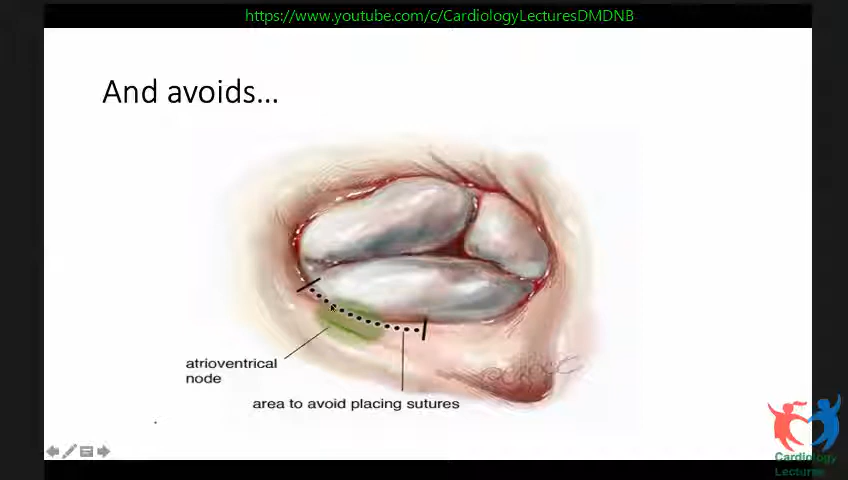 https://www.youtube.com/c/CardiologyLecturesDMDNB
And avoids...
atrioventrical
node
area to avoid placing sutures
Cardiology
Lectures